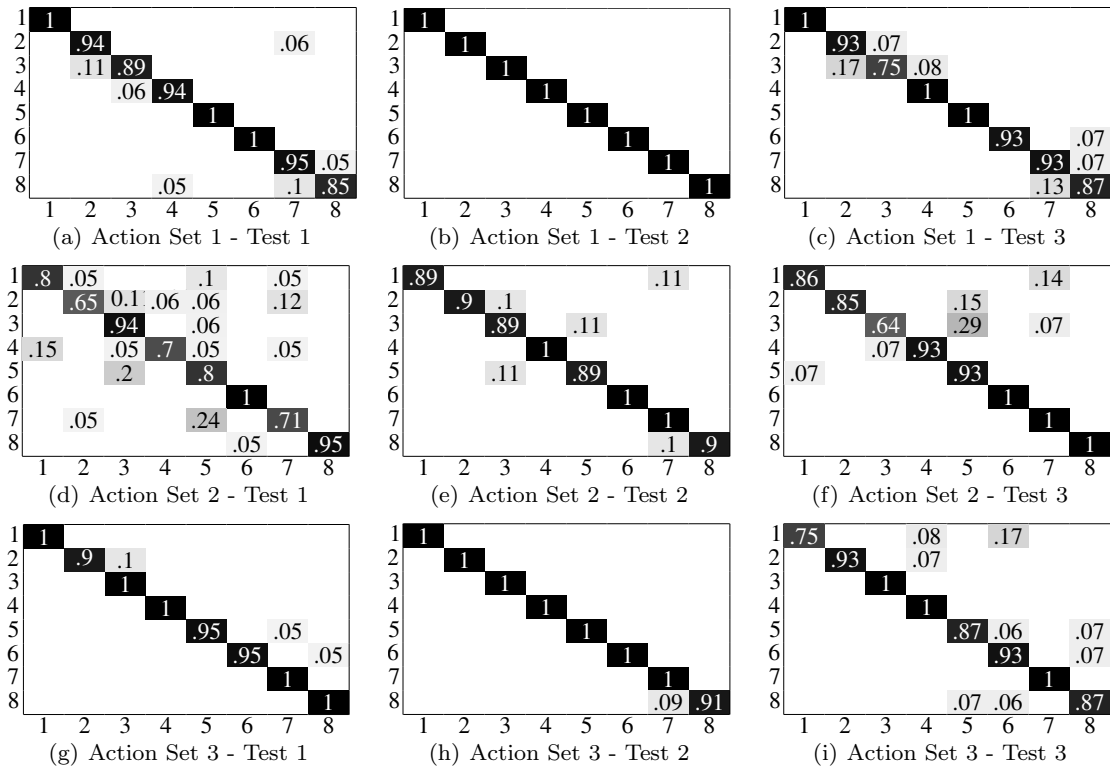 1 1
2 .94 .06
3 .11 .89
4 .06 .94
5 1
6 1
7 .95 .05
8 .05 .1 .85
1 2 3 4 5 6 7 8
(a) Action Set 1 - Test 1
1 1
2 1
3 1
4 1
5 1
6 1
7 1
8 1
1 2 3 4 5 6 7 8
(b) Action Set 1 - Test 2
1 1
2 .93 .07
3 .17 .75 .08
4 1
5 1
6 .93 .07
7 .93 .07
8 .13 .87
1 2 3 4 5 6 7 8
(c) Action Set 1 - Test 3
1 .8 .05 .1 .05
2 .65 0.1 .06 .06 .12
3 .94 .06
4 .15 .05 .7 .05 .05
5 .2 .8
6 1
7 .05 .24 .71
8 .05 .95
1 2 3 4 5 6 7 8
(d) Action Set 2 - Test 1
1 .89 .11
2 .9 .1
3 .89 .11
4 1
5 .11 .89
6 1
7 1
8 .1 .9
1 2 3 4 5 6 7 8
(e) Action Set 2 - Test 2
1 .86 .14
2 .85 .15
3 .64 .29 .07
4 .07 .93
5 .07 .93
6 1
7 1
8 1
1 2 3 4 5 6 7 8
(f) Action Set 2 - Test 3
1 1
2 .9 .1
3 1
4 1
5 .95 .05
6 .95 .05
7 1
8 1
1 2 3 4 5 6 7 8
(g) Action Set 3 - Test 1
1 1
2 1
3 1
4 1
5 1
6 1
7 1
8 .09 .91
1 2 3 4 5 6 7 8
(h) Action Set 3 - Test 2
1 .75 .08 .17
2 .93 .07
3 1
4 1
5 .87 .06 .07
6 .93 .07
7 1
8 .07 .06 .87
1 2 3 4 5 6 7 8
(i) Action Set 3 - Test 3